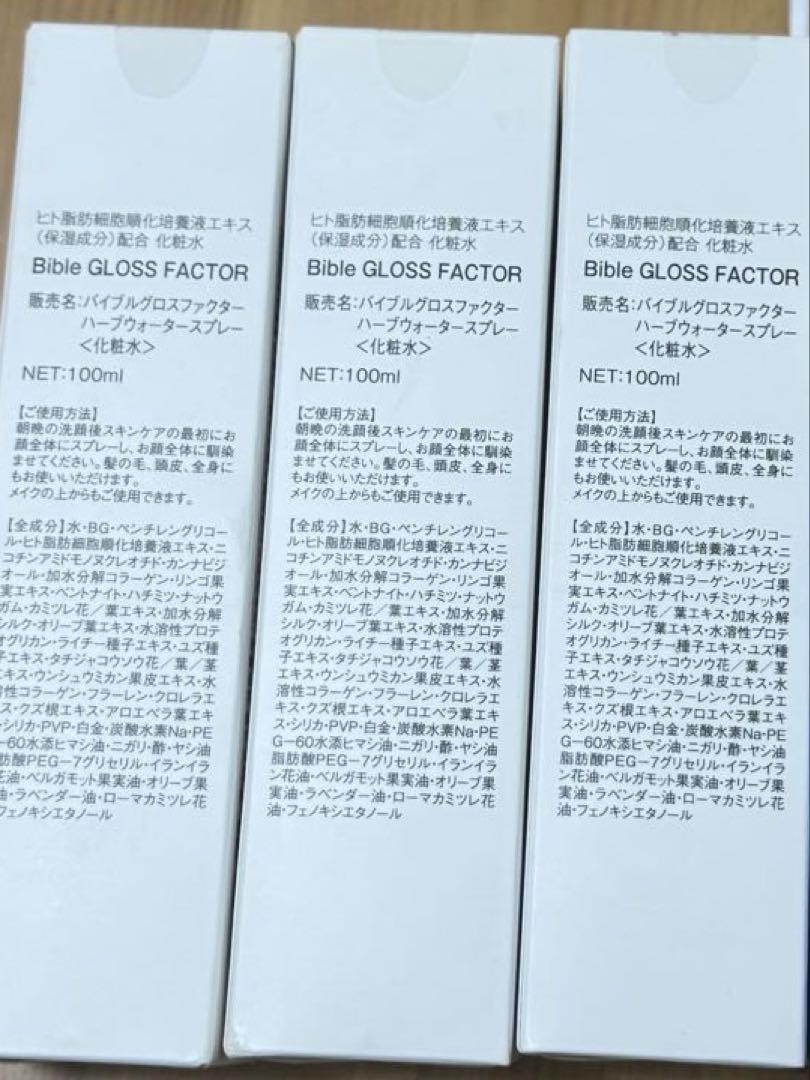 ヒト脂肪細胞順化培養液エキス
（保湿成分）配合 化粧水
Bible GLOSS FACTOR
販売名：バイブルグロスファクター
ハーブウォータースプレー
＜化粧水＞
NET:100ml
【ご使用方法】
朝晩の洗顔後スキンケアの最初にお
顔全体にスプレーし、お顔全体に馴染
ませてください。髪の毛、頭皮、全身に
もお使いいただけます。
メイクの上からもご使用できます。
【全成分】水・BG・ペンチレングリコー
ル・ヒト脂肪細胞順化培養液エキス・ニ
コチンアミドモノヌクレオチド・カンナビジ
オール・加水分解コラーゲン・リンゴ果
実エキス・ベントナイト・ハチミツ・ナットウ
ガム・カミツレ花／葉エキス・加水分解
シルク・オリーブ葉エキス・水溶性プロテ
オグリカン・ライチー種子エキス・ユズ種
子エキス・タチジャコウソウ花／葉／茎
エキス・ウンシュウミカン果皮エキス・水
溶性コラーゲン・フラーレン・クロレラエ
キス・クズ根エキス・アロエベラ葉エキ
ス・シリカ・PVP・白金・炭酸水素Na・PE
G－60水添ヒマシ油・ニガリ・酢・ヤシ油
脂肪酸PEG－7グリセリル・イランイラ
ン花油・ベルガモット果実油・オリーブ果
実油・ラベンダー油・ローマカミツレ花
油・フェノキシエタノール
ヒト脂肪細胞順化培養液エキス
（保湿成分）配合 化粧水
Bible GLOSS FACTOR
販売名：バイブルグロスファクター
ハーブウォータースプレー
＜化粧水＞
NET:100ml
【ご使用方法】
朝晩の洗顔後スキンケアの最初にお
顔全体にスプレーし、お顔全体に馴染
ませてください。髪の毛、頭皮、全身に
もお使いいただけます。
メイクの上からもご使用できます。
【全成分】水・BG・ペンチレングリコー
ル・ヒト脂肪細胞順化培養液エキス・ニ
コチンアミドモノヌクレオチド・カンナビジ
オール・加水分解コラーゲン・リンゴ果
実エキス・ベントナイト・ハチミツ・ナットウ
ガム・カミツレ花／葉エキス・加水分解
シルク・オリーブ葉エキス・水溶性プロテ
オグリカン・ライチー種子エキス・ユズ種
子エキス・タチジャコウソウ花／葉／茎
エキス・ウンシュウミカン果皮エキス・水
溶性コラーゲン・フラーレン・クロレラエ
キス・クズ根エキス・アロエベラ葉エキ
ス・シリカ・PVP・白金・炭酸水素Na・PE
G－60水添ヒマシ油・ニガリ・酢・ヤシ油
脂肪酸PEG－7グリセリル・イランイラ
ン花油・ベルガモット果実油・オリーブ果
実油・ラベンダー油・ローマカミツレ花
油・フェノキシエタノール
ヒト脂肪細胞順化培養液エキス
（保湿成分）配合 化粧水
Bible GLOSS FACTOR
販売名：バイブルグロスファクター
ハーブウォータースプレー
＜化粧水＞
NET:100ml
【ご使用方法】
朝晩の洗顔後スキンケアの最初にお
顔全体にスプレーし、お顔全体に馴染
ませてください。髪の毛、頭皮、全身に
もお使いいただけます。
メイクの上からもご使用できます。
【全成分】水・BG・ペンチレングリコー
ル・ヒト脂肪細胞順化培養液エキス・ニ
コチンアミドモノヌクレオチド・カンナビジ
オール・加水分解コラーゲン・リンゴ果
実エキス・ベントナイト・ハチミツ・ナットウ
ガム・カミツレ花／葉エキス・加水分解
シルク・オリーブ葉エキス・水溶性プロテ
オグリカン・ライチー種子エキス・ユズ種
子エキス・タチジャコウソウ花／葉／茎
エキス・ウンシュウミカン果皮エキス・水
溶性コラーゲン・フラーレン・クロレラエ
キス・クズ根エキス・アロエベラ葉エキ
ス・シリカ・PVP・白金・炭酸水素Na・PE
G－60水添ヒマシ油・ニガリ・酢・ヤシ油
脂肪酸PEG－7グリセリル・イランイラ
ン花油・ベルガモット果実油・オリーブ果
実油・ラベンダー油・ローマカミツレ花
油・フェノキシエタノール